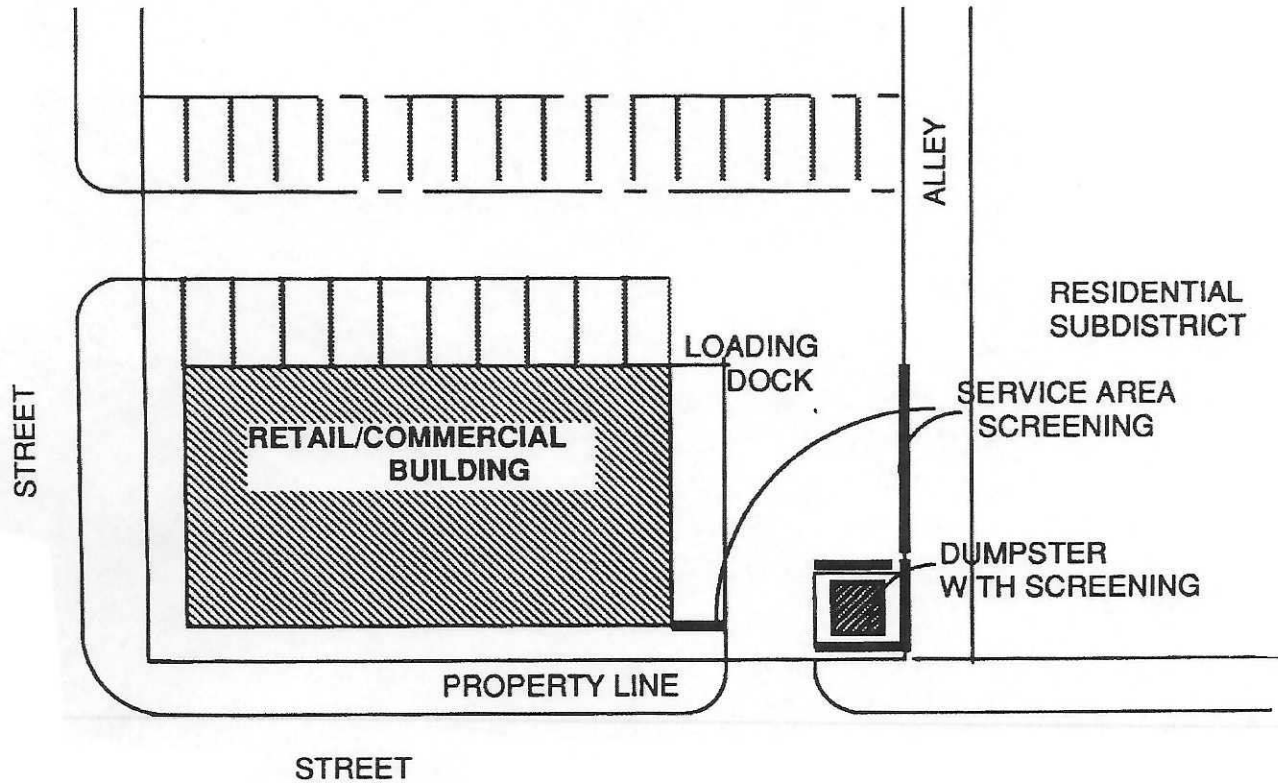 ALLEY
RESIDENTIAL
SUBDISTRICT
LOADING
DOCK
SERVICE AREA
SCREENING
STREET
RETAIL/COMMERCIAL
BUILDING
DUMPSTER
WITH SCREENING
PROPERTY LINE
STREET